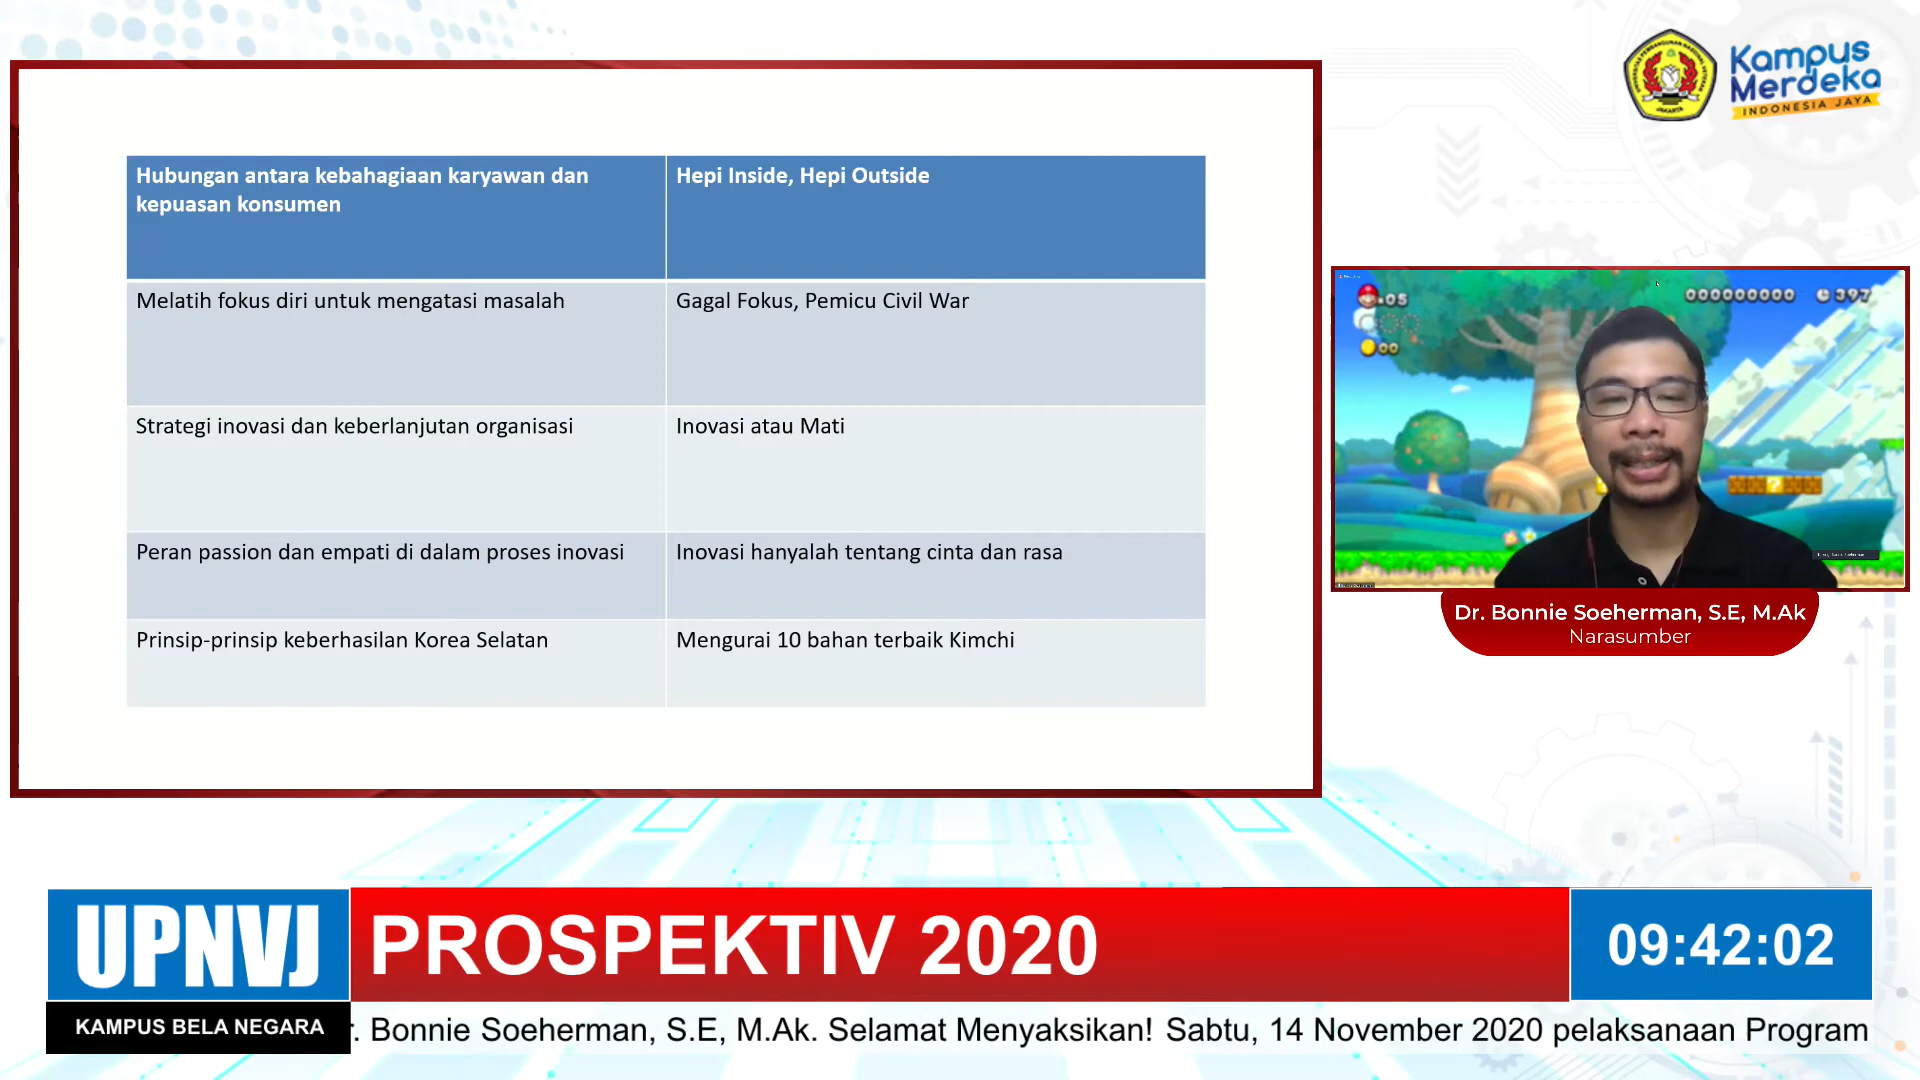 Kampus
Merdeka
INDONESIA JAYA
Hubungan antara kebahagiaan karyawan dan
kepuasan konsumen
Hepi Inside, Hepi Outside
Melatih fokus diri untuk mengatasi masalah
Gagal Fokus, Pemicu Civil War
Strategi inovasi dan keberlanjutan organisasi
Inovasi atau Mati
Peran passion dan empati di dalam proses inovasi
Inovasi hanyalah tentang cinta dan rasa
Prinsip-prinsip keberhasilan Korea Selatan
Mengurai 10 bahan terbaik Kimchi
05
000000000
397
00
?
Dr. Bonnie Soeherman, S.E, M.Ak
Narasumber
UPNVJ
PROSPEKTIV 2020
09:42:02
KAMPUS BELA NEGARA
r. Bonnie Soeherman, S.E, M.Ak. Selamat Menyaksikan! Sabtu, 14 November 2020 pelaksanaan Program